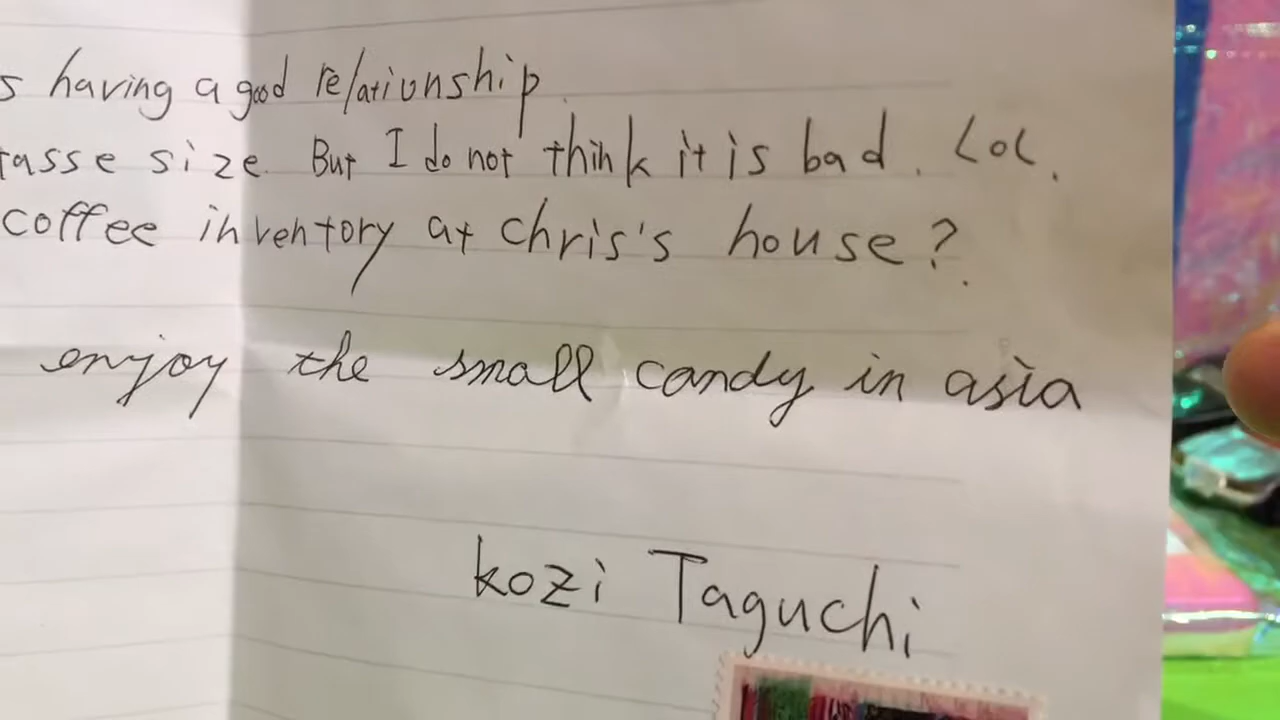 s having a good relationship
tasse size. But I do not think it is bad. LoL.
coffee inventory at chris's house?
enjoy the small candy in asia
kozi Taguchi